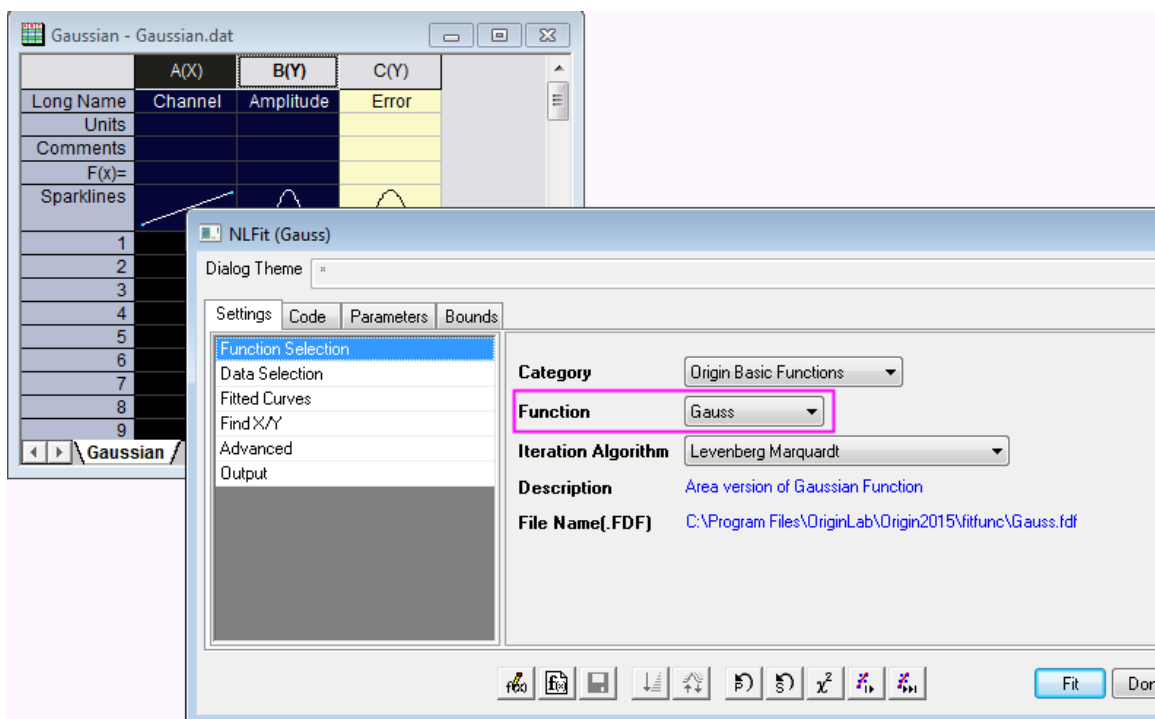 Gaussian - Gaussian.dat
A(X) B(Y) C(Y)
Long Name Channel Amplitude Error
Units
Comments
F(x)=
Sparklines
1
2
3
4
5
6
7
8
9
Gaussian
NLFit (Gauss)
Dialog Theme *
Settings Code Parameters Bounds
Function Selection
Data Selection
Fitted Curves
Find X/Y
Advanced
Output
Category Origin Basic Functions
Function Gauss
Iteration Algorithm Levenberg Marquardt
Description Area version of Gaussian Function
File Name(.FDF) C:\Program Files\OriginLab\Origin2015\fitfunc\Gauss.fdf
Fit Dor